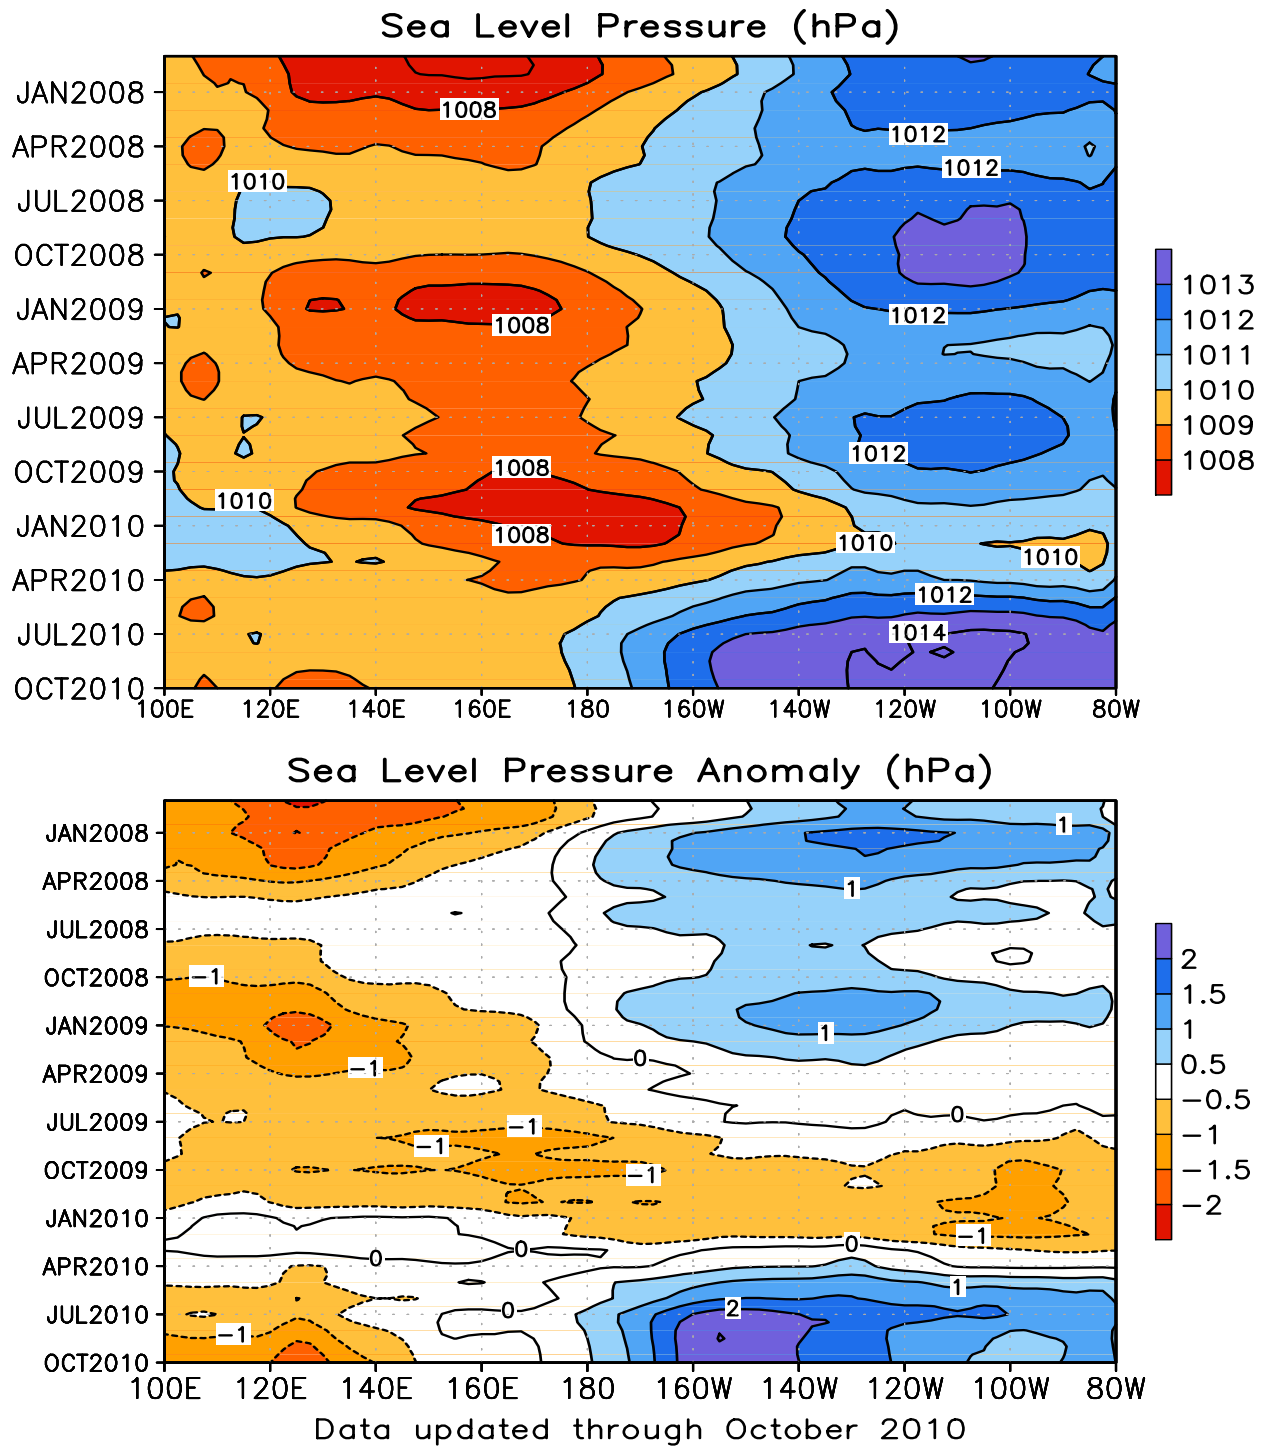 Sea Level Pressure (hPa)
JAN2008
APR2008
JUL2008
OCT2008
JAN2009
APR2009
JUL2009
OCT2009
JAN2010
APR2010
JUL2010
OCT2010
1008
1012
1012
1010
1012
1008
1012
1008
1010
1008
1010
1010
1012
1014
100E 120E 140E 160E 180 160W 140W 120W 100W 80W
1013
1012
1011
1010
1009
1008
Sea Level Pressure Anomaly (hPa)
JAN2008
APR2008
JUL2008
OCT2008
JAN2009
APR2009
JUL2009
OCT2009
JAN2010
APR2010
JUL2010
OCT2010
1
1
-1
1
0
-1
0
-1
-1
-1
-1
0
0
0
1
2
0
-1
100E 120E 140E 160E 180 160W 140W 120W 100W 80W
2
1.5
1
0.5
-0.5
-1
-1.5
-2
Data updated through October 2010